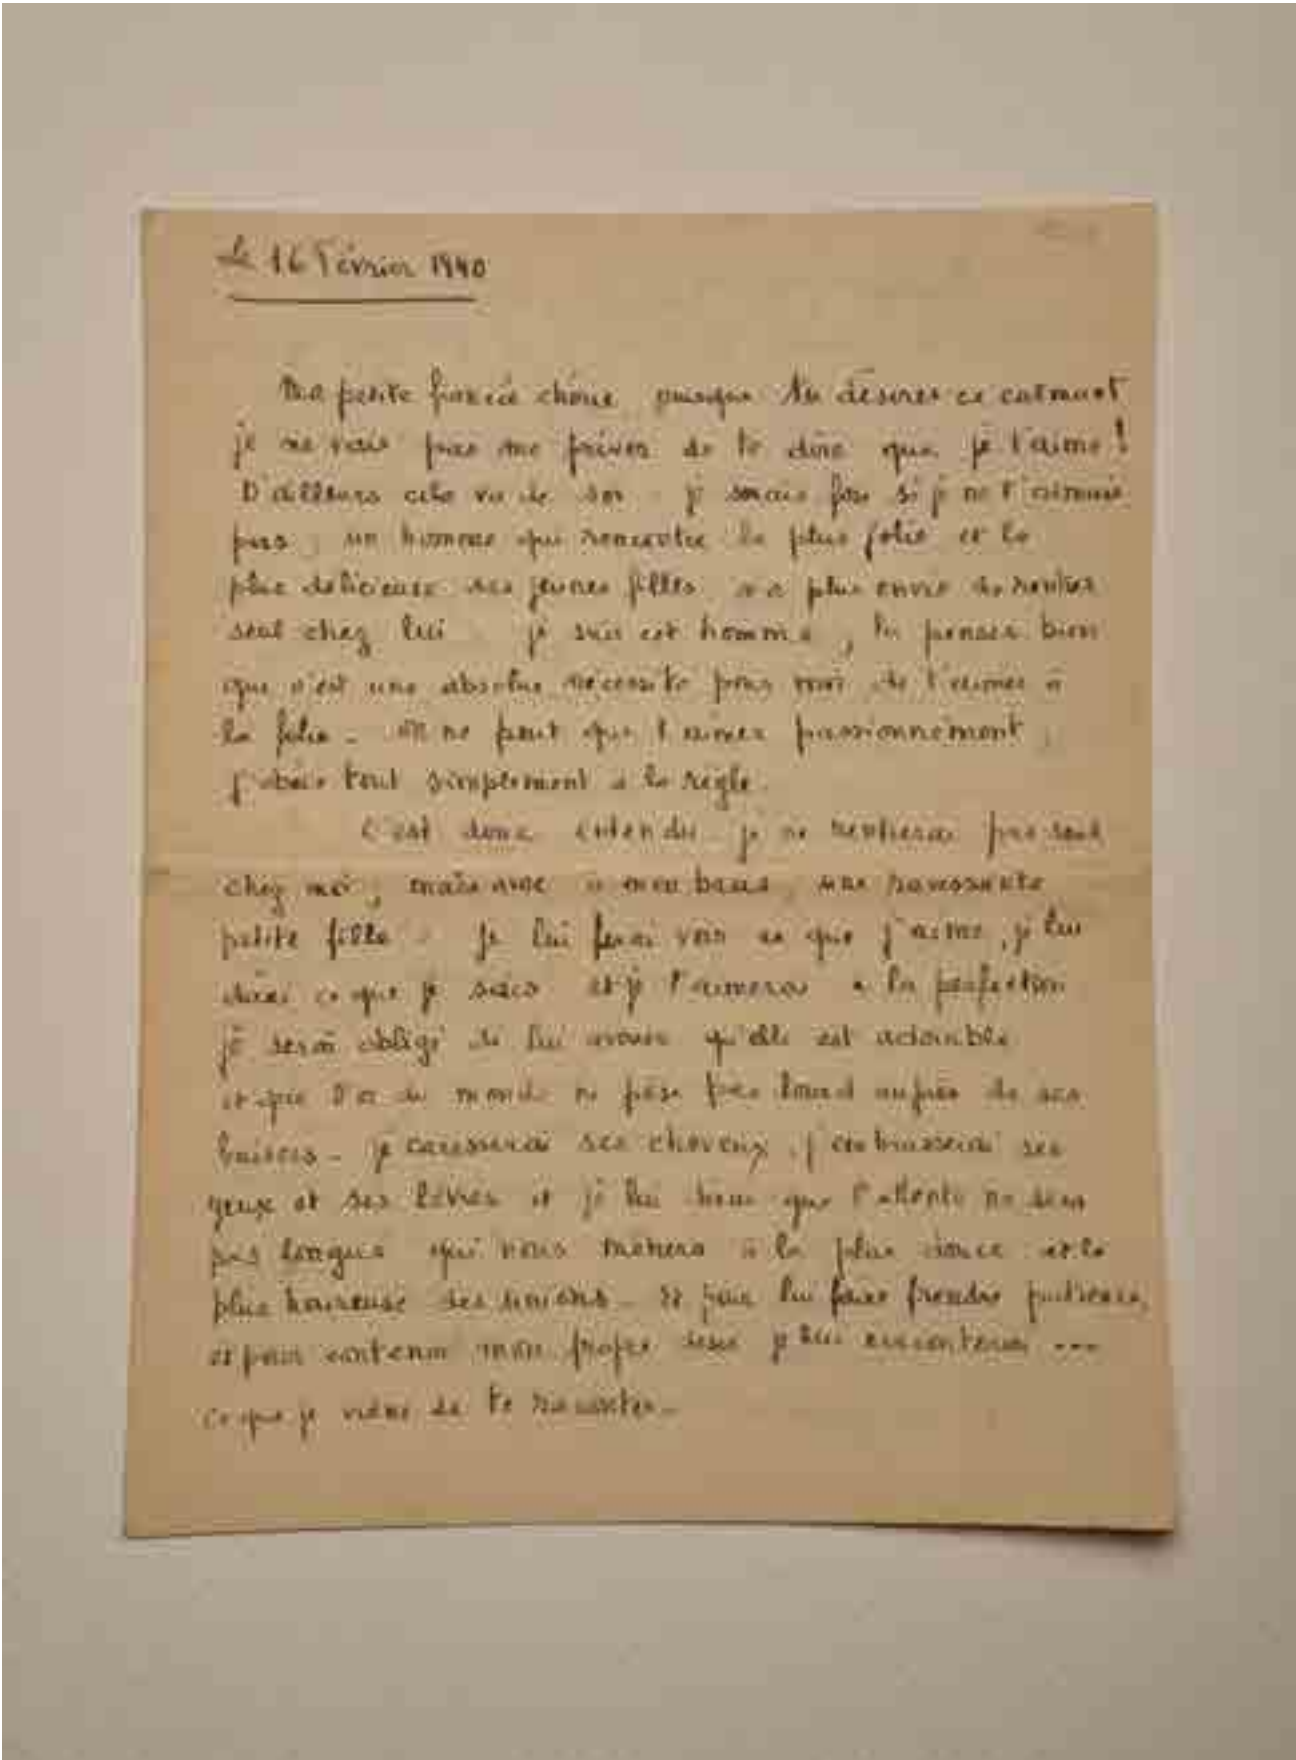 le 16 Février 1940
Ma petite fiancée chérie, puisque tu désires ce calmant
je ne vais pas me priver de te dire que je t'aime !
D'ailleurs cela va de soi - je serais fou si je ne t'aimais
pas, un homme qui rencontre la plus jolie et la
plus délicieuse des jeunes filles n'a plus envie de rentrer
seul chez lui - je suis cet homme, tu penses bien
que c'est une absolue nécessité pour moi de t'aimer à
la folie - On ne peut que t'aimer passionnément,
j'obéis tout simplement à la règle.
C'est donc entendu je ne rentrerai pas seul
chez moi, mais avec à mon bras, une ravissante
petite fille - Je lui ferai voir ce que j'aime, je lui
dirai ce que je sais et je l'aimerai à la perfection
je serai obligé de lui avouer qu'elle est adorable
et que l'or du monde ne pèse pas lourd auprès de ses
baisers - je caresserai ses cheveux, j'embrasserai ses
yeux et ses lèvres et je lui dirai que l'attente ne sera
pas longue qui nous mènera à la plus douce et la
plus heureuse des unions - Et pour lui faire prendre patience,
et pour contenir mon propre désir je lui raconterai ...
ce que je viens de te raconter -